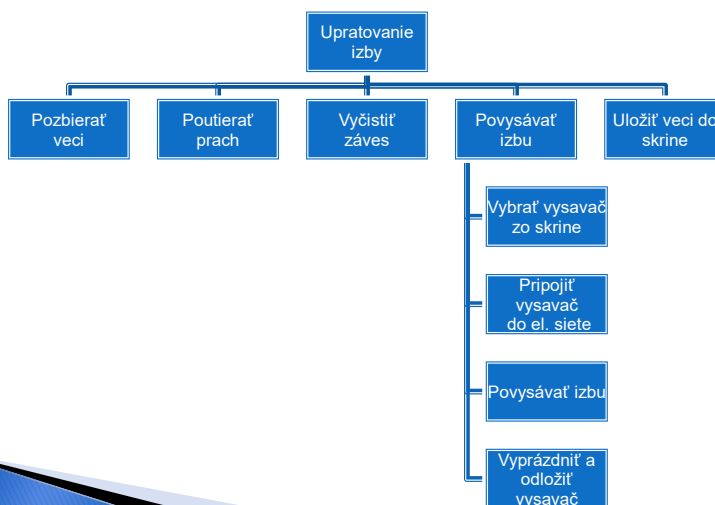 Upratovanie
izby
Pozbierať
veci
Poutierať
prach
Vyčistiť
záves
Povysávať
izbu
Uložiť veci do
skrine
Vybrať vysavač
zo skrine
Pripojiť
vysavač
do el. siete
Povysávať izbu
Vyprázdniť a
odložiť
vysavač